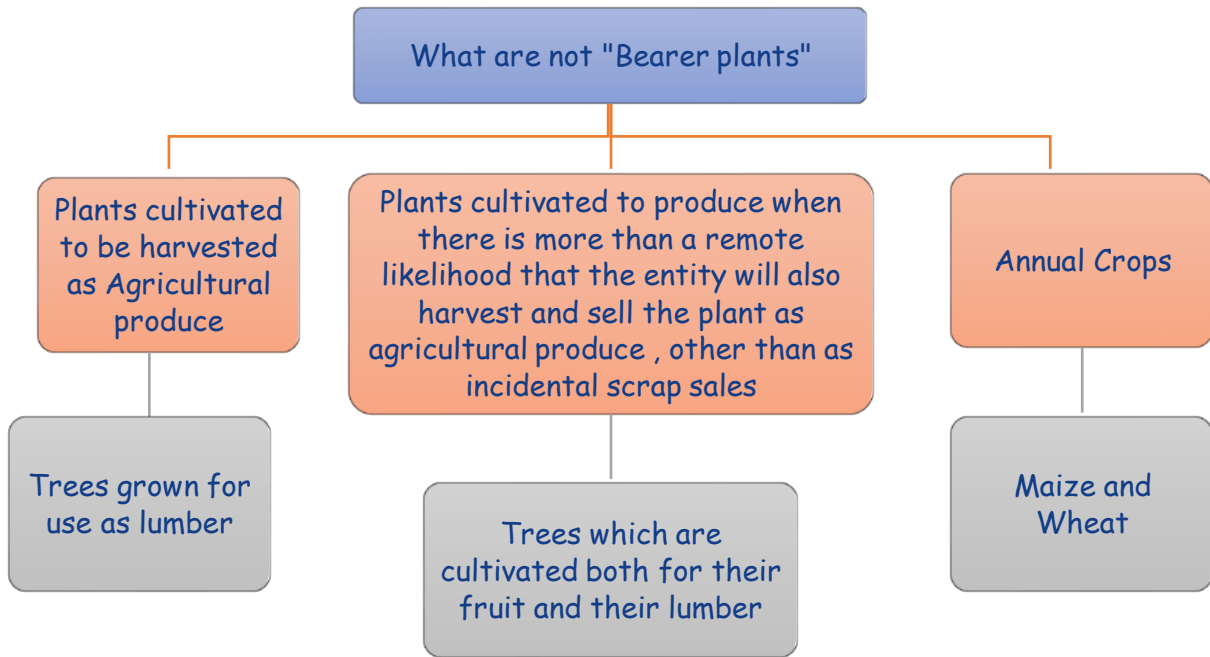 What are not "Bearer plants"
Plants cultivated
to be harvested
as Agricultural
produce
Plants cultivated to produce when
there is more than a remote
likelihood that the entity will also
harvest and sell the plant as
agricultural produce , other than as
incidental scrap sales
Annual Crops
Trees grown for
use as lumber
Trees which are
cultivated both for their
fruit and their lumber
Maize and
Wheat